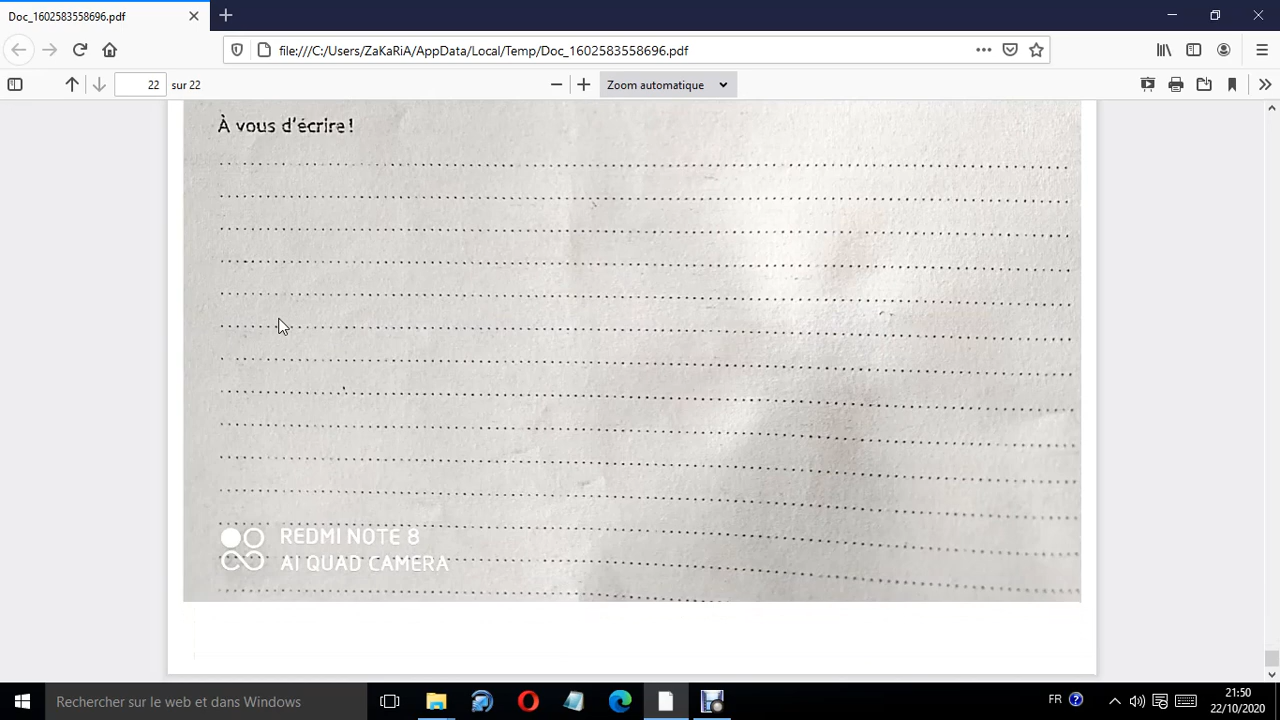 Doc_1602583558696.pdf
file:///C:/Users/ZaKaRiA/AppData/Local/Temp/Doc_1602583558696.pdf
22 sur 22
Zoom automatique
À vous d'écrire !
REDMI NOTE 8
AI QUAD CAMERA
Rechercher sur le web et dans Windows
FR
21:50
22/10/2020